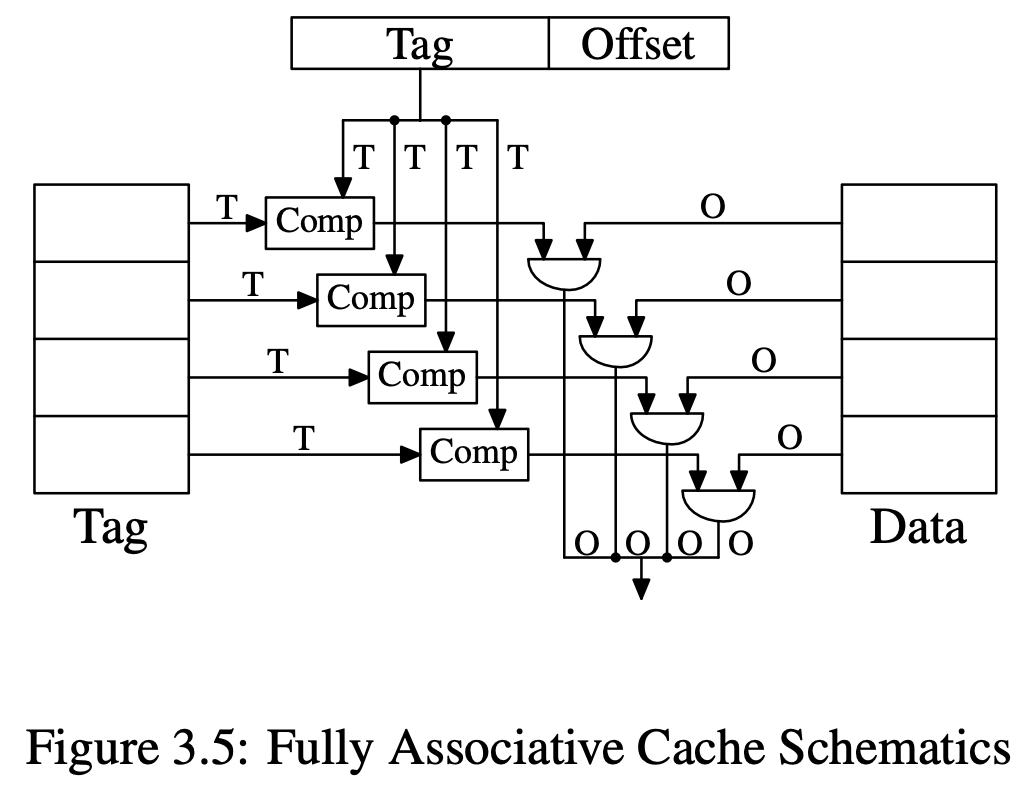 Tag Offset
T T T T
T Comp O
T Comp O
T Comp O
T Comp O
Tag Data
O O O O
Figure 3.5: Fully Associative Cache Schematics